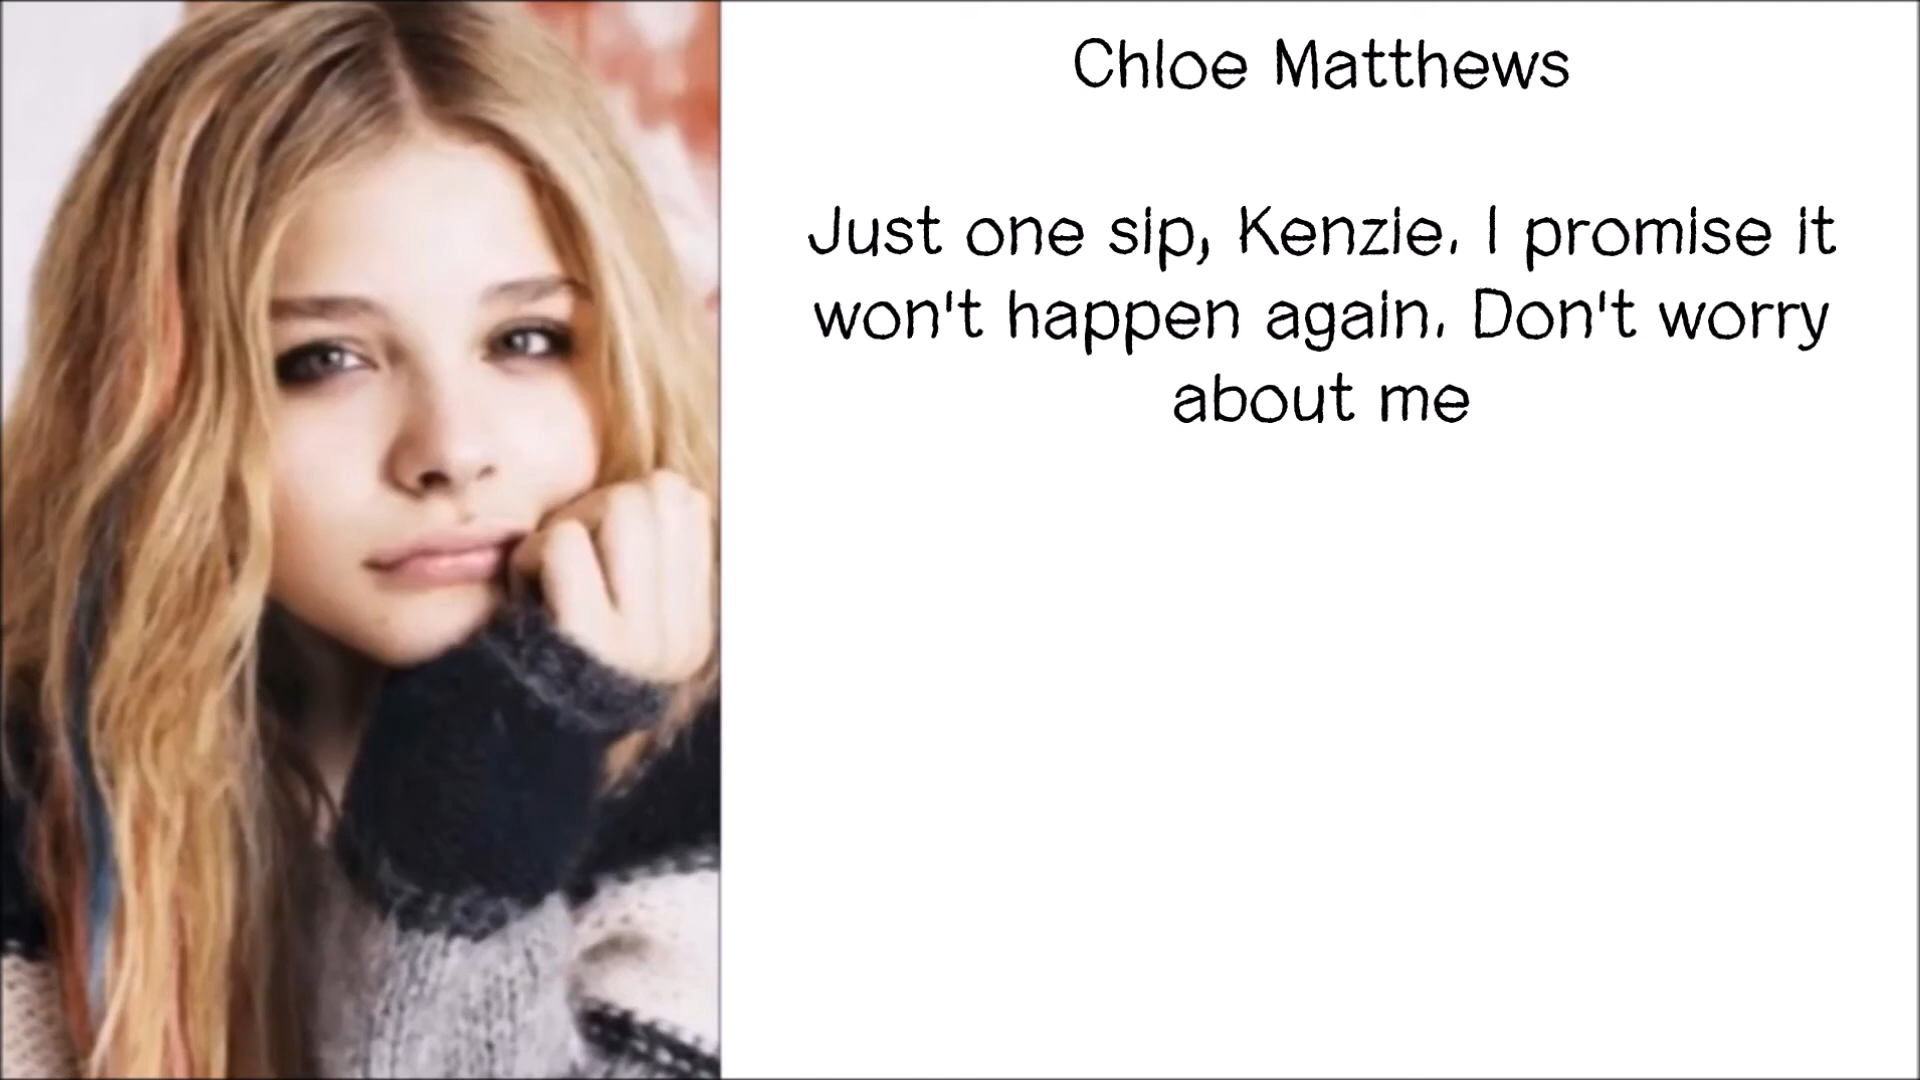 Chloe Matthews
Just one sip, Kenzie. I promise it
won't happen again. Don't worry
about me